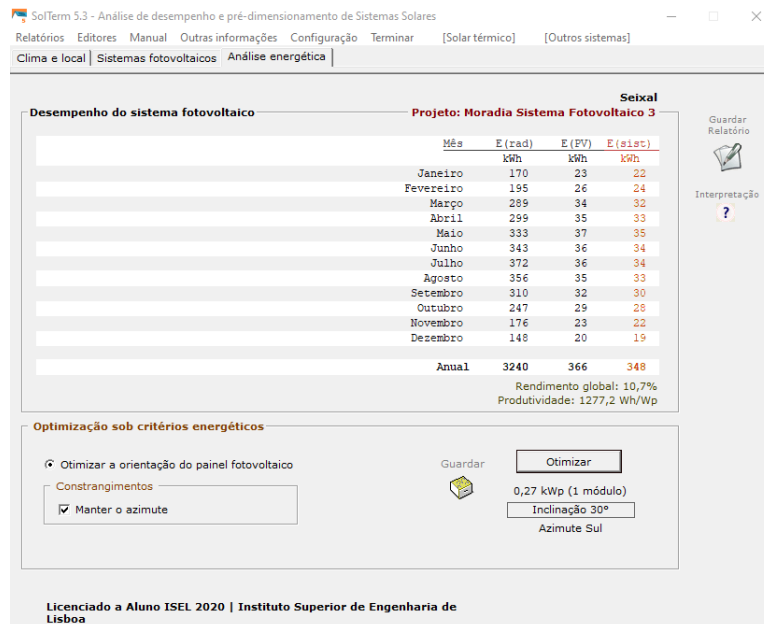 SolTerm 5.3 - Análise de desempenho e pré-dimensionamento de Sistemas Solares
Relatórios Editores Manual Outras informações Configuração Terminar [Solar térmico] [Outros sistemas]
Clima e local Sistemas fotovoltaicos Análise energética
Seixal
Desempenho do sistema fotovoltaico Projeto: Moradia Sistema Fotovoltaico 3
Guardar
Relatório
Interpretação
?
Mês E(rad) E(PV) E(sist)
kWh kWh kWh
Janeiro 170 23 22
Fevereiro 195 26 24
Março 289 34 32
Abril 299 35 33
Maio 333 37 35
Junho 343 36 34
Julho 372 36 34
Agosto 356 35 33
Setembro 310 32 30
Outubro 247 29 28
Novembro 176 23 22
Dezembro 148 20 19
Anual 3240 366 348
Rendimento global: 10,7%
Produtividade: 1277,2 Wh/Wp
Optimização sob critérios energéticos
Otimizar a orientação do painel fotovoltaico
Constrangimentos
Manter o azimute
Guardar
Otimizar
0,27 kWp (1 módulo)
Inclinação 30º
Azimute Sul
Licenciado a Aluno ISEL 2020 | Instituto Superior de Engenharia de
Lisboa